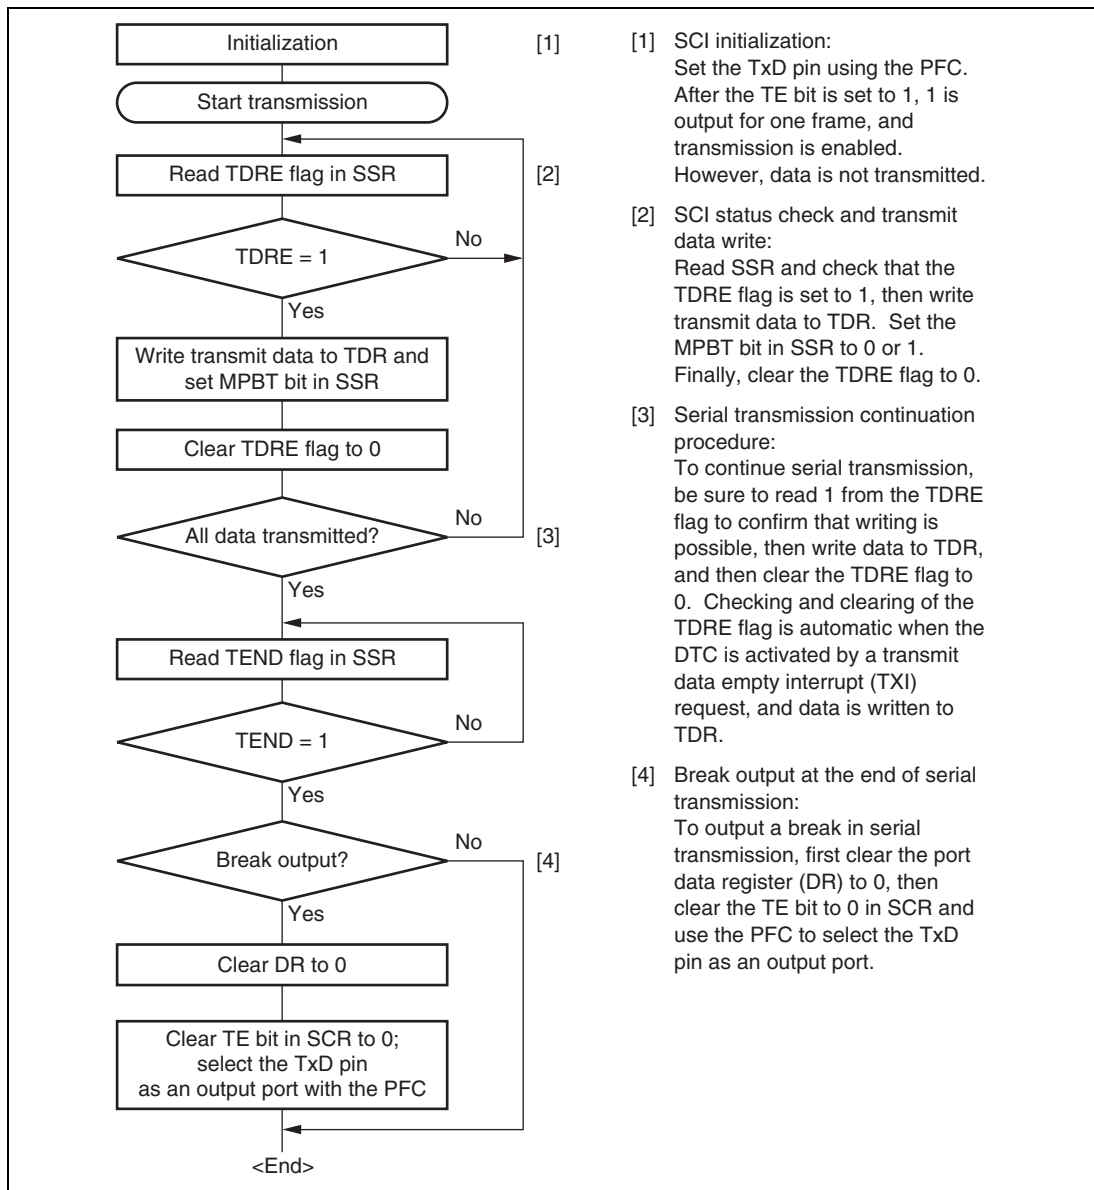 Initialization
[1]
Start transmission
Read TDRE flag in SSR
[2]
TDRE = 1
No
Yes
Write transmit data to TDR and
set MPBT bit in SSR
Clear TDRE flag to 0
All data transmitted?
No
[3]
Yes
Read TEND flag in SSR
TEND = 1
No
Yes
Break output?
No
[4]
Yes
Clear DR to 0
Clear TE bit in SCR to 0;
select the TxD pin
as an output port with the PFC
<End>
[1] SCI initialization:
Set the TxD pin using the PFC.
After the TE bit is set to 1, 1 is
output for one frame, and
transmission is enabled.
However, data is not transmitted.
[2] SCI status check and transmit
data write:
Read SSR and check that the
TDRE flag is set to 1, then write
transmit data to TDR. Set the
MPBT bit in SSR to 0 or 1.
Finally, clear the TDRE flag to 0.
[3] Serial transmission continuation
procedure:
To continue serial transmission,
be sure to read 1 from the TDRE
flag to confirm that writing is
possible, then write data to TDR,
and then clear the TDRE flag to
0. Checking and clearing of the
TDRE flag is automatic when the
DTC is activated by a transmit
data empty interrupt (TXI)
request, and data is written to
TDR.
[4] Break output at the end of serial
transmission:
To output a break in serial
transmission, first clear the port
data register (DR) to 0, then
clear the TE bit to 0 in SCR and
use the PFC to select the TxD
pin as an output port.